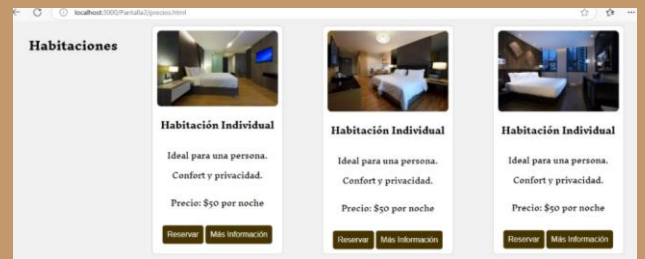 localhost:3000/Pantalla2/precios.html
Habitaciones
Habitación Individual
Ideal para una persona.
Confort y privacidad.
Precio: $50 por noche
Reservar Más Información
Habitación Individual
Ideal para una persona.
Confort y privacidad.
Precio: $50 por noche
Reservar Más Información
Habitación Individual
Ideal para una persona.
Confort y privacidad.
Precio: $50 por noche
Reservar Más Información